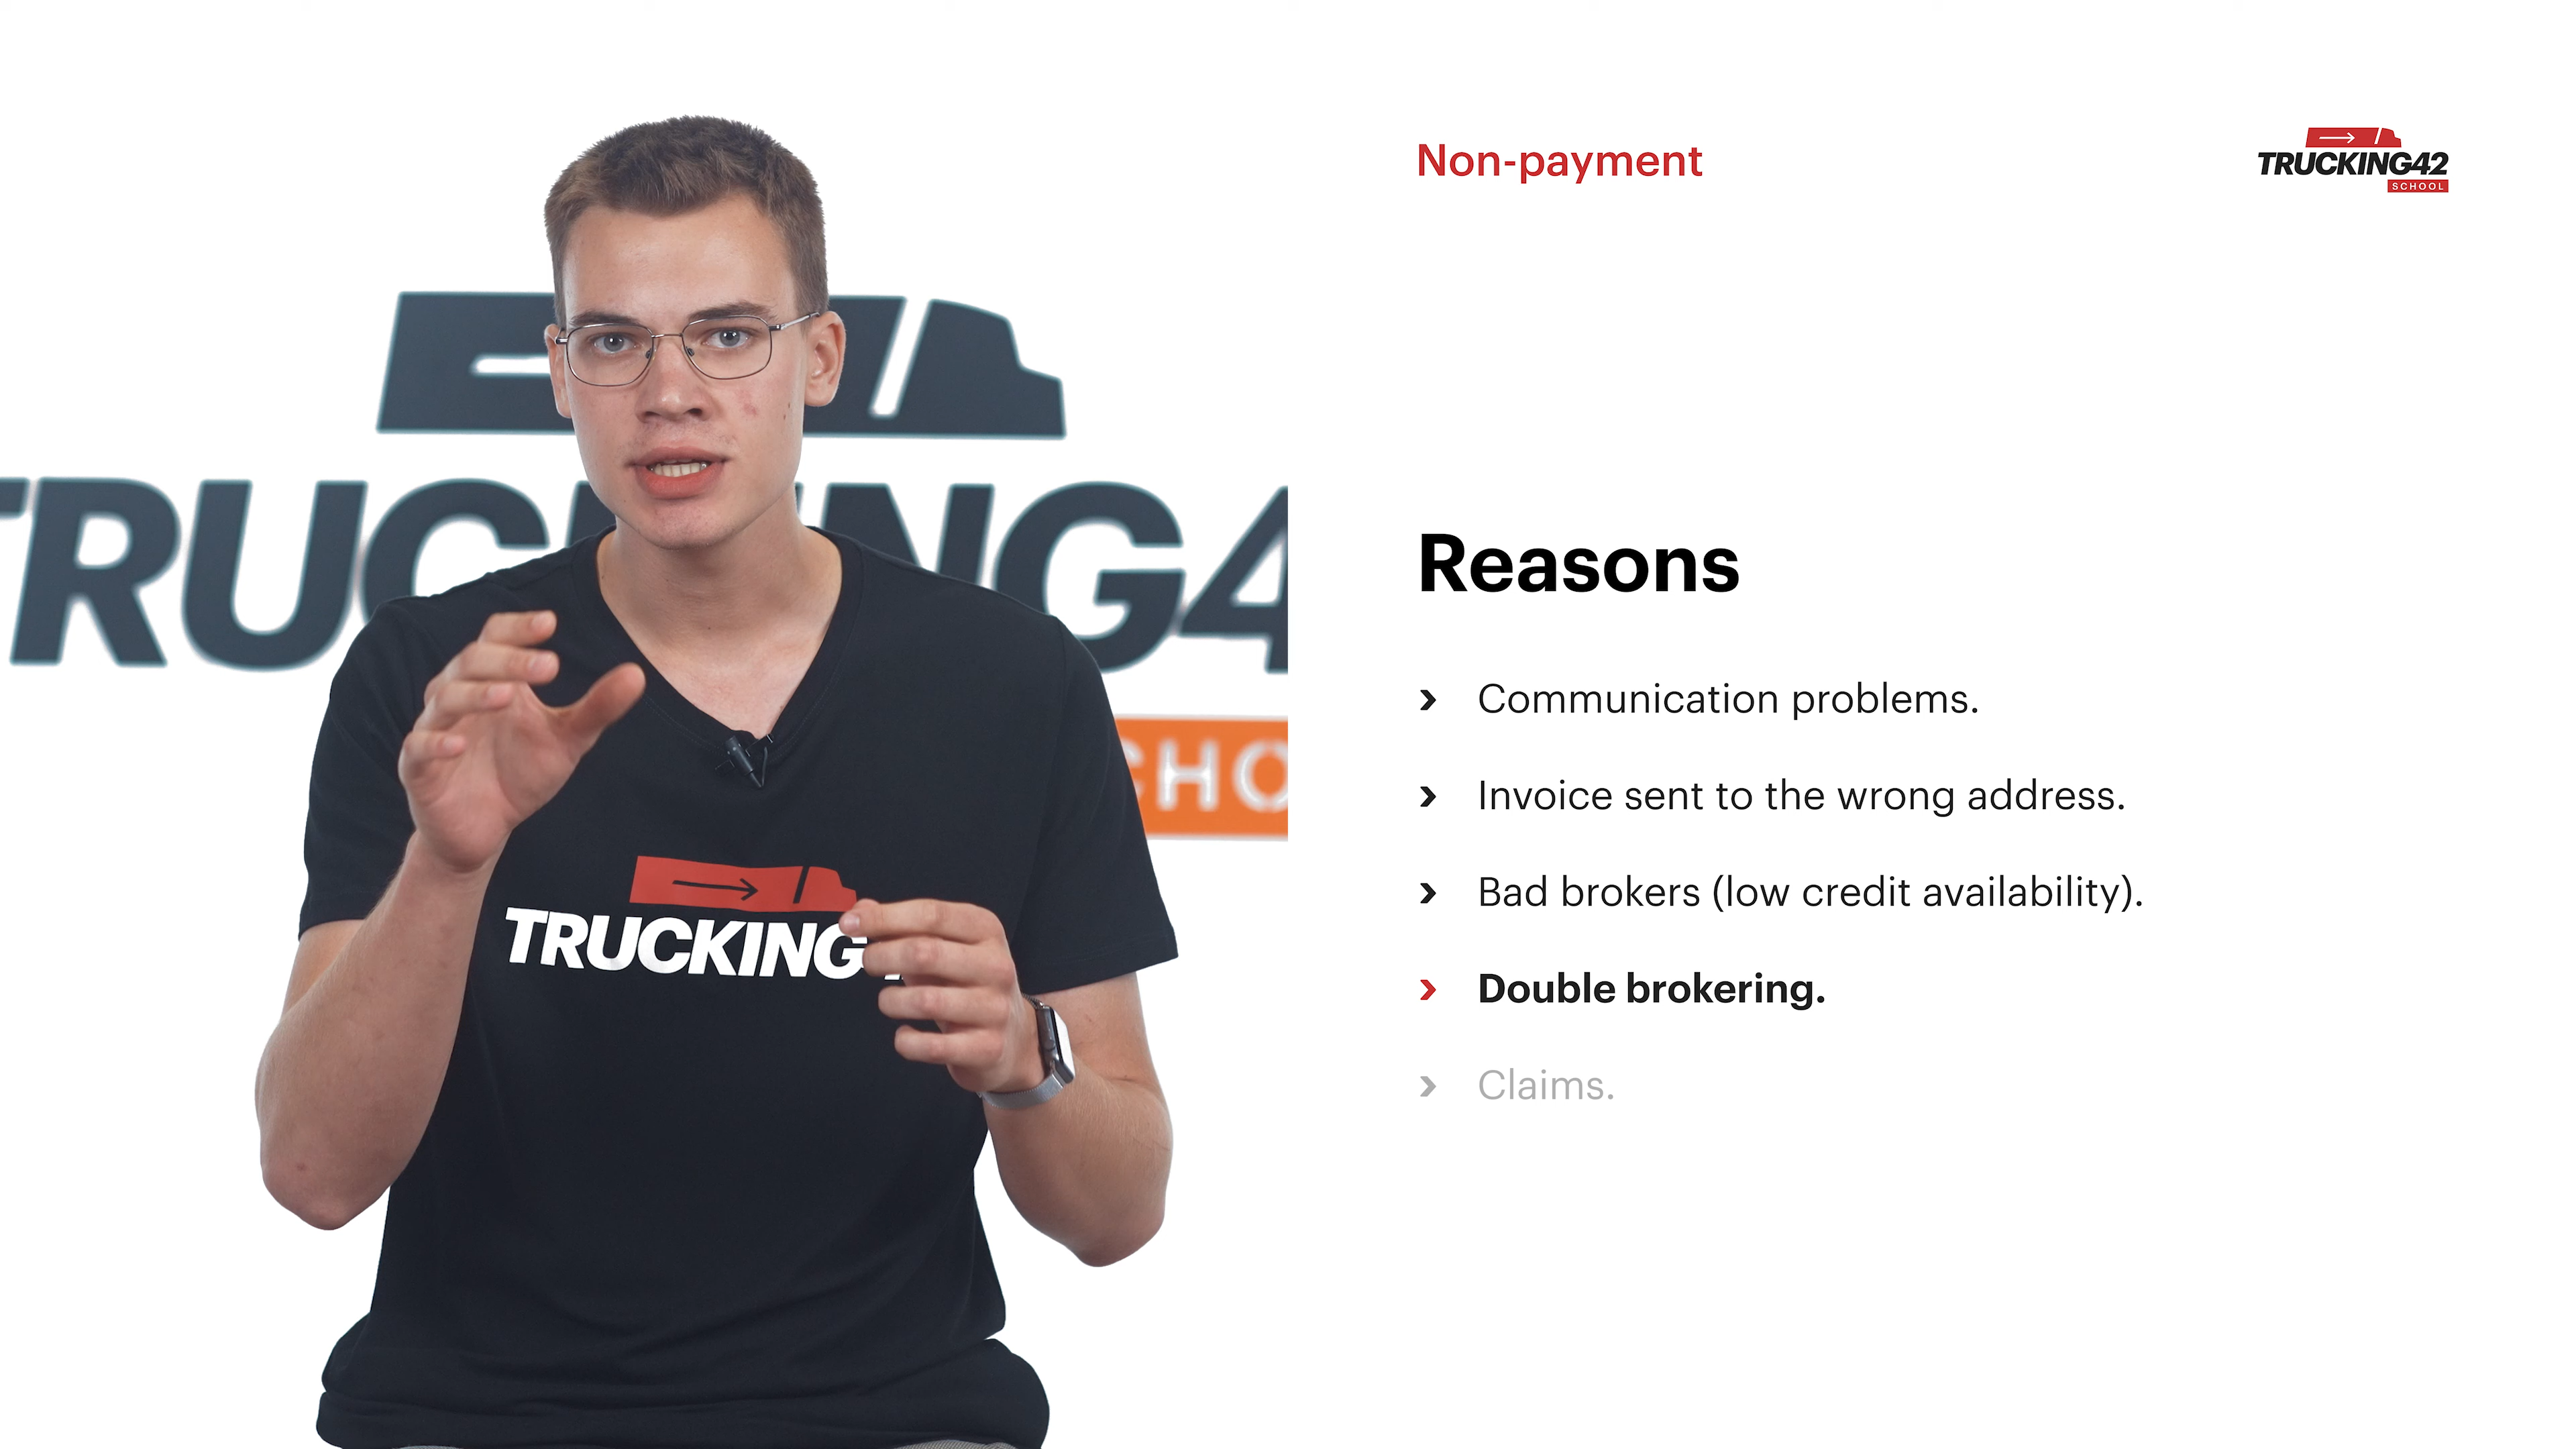 Non-payment
TRUCKING42
SCHOOL
TRUCKING42
TRUCKING
Reasons
› Communication problems.
› Invoice sent to the wrong address.
› Bad brokers (low credit availability).
› Double brokering.
› Claims.